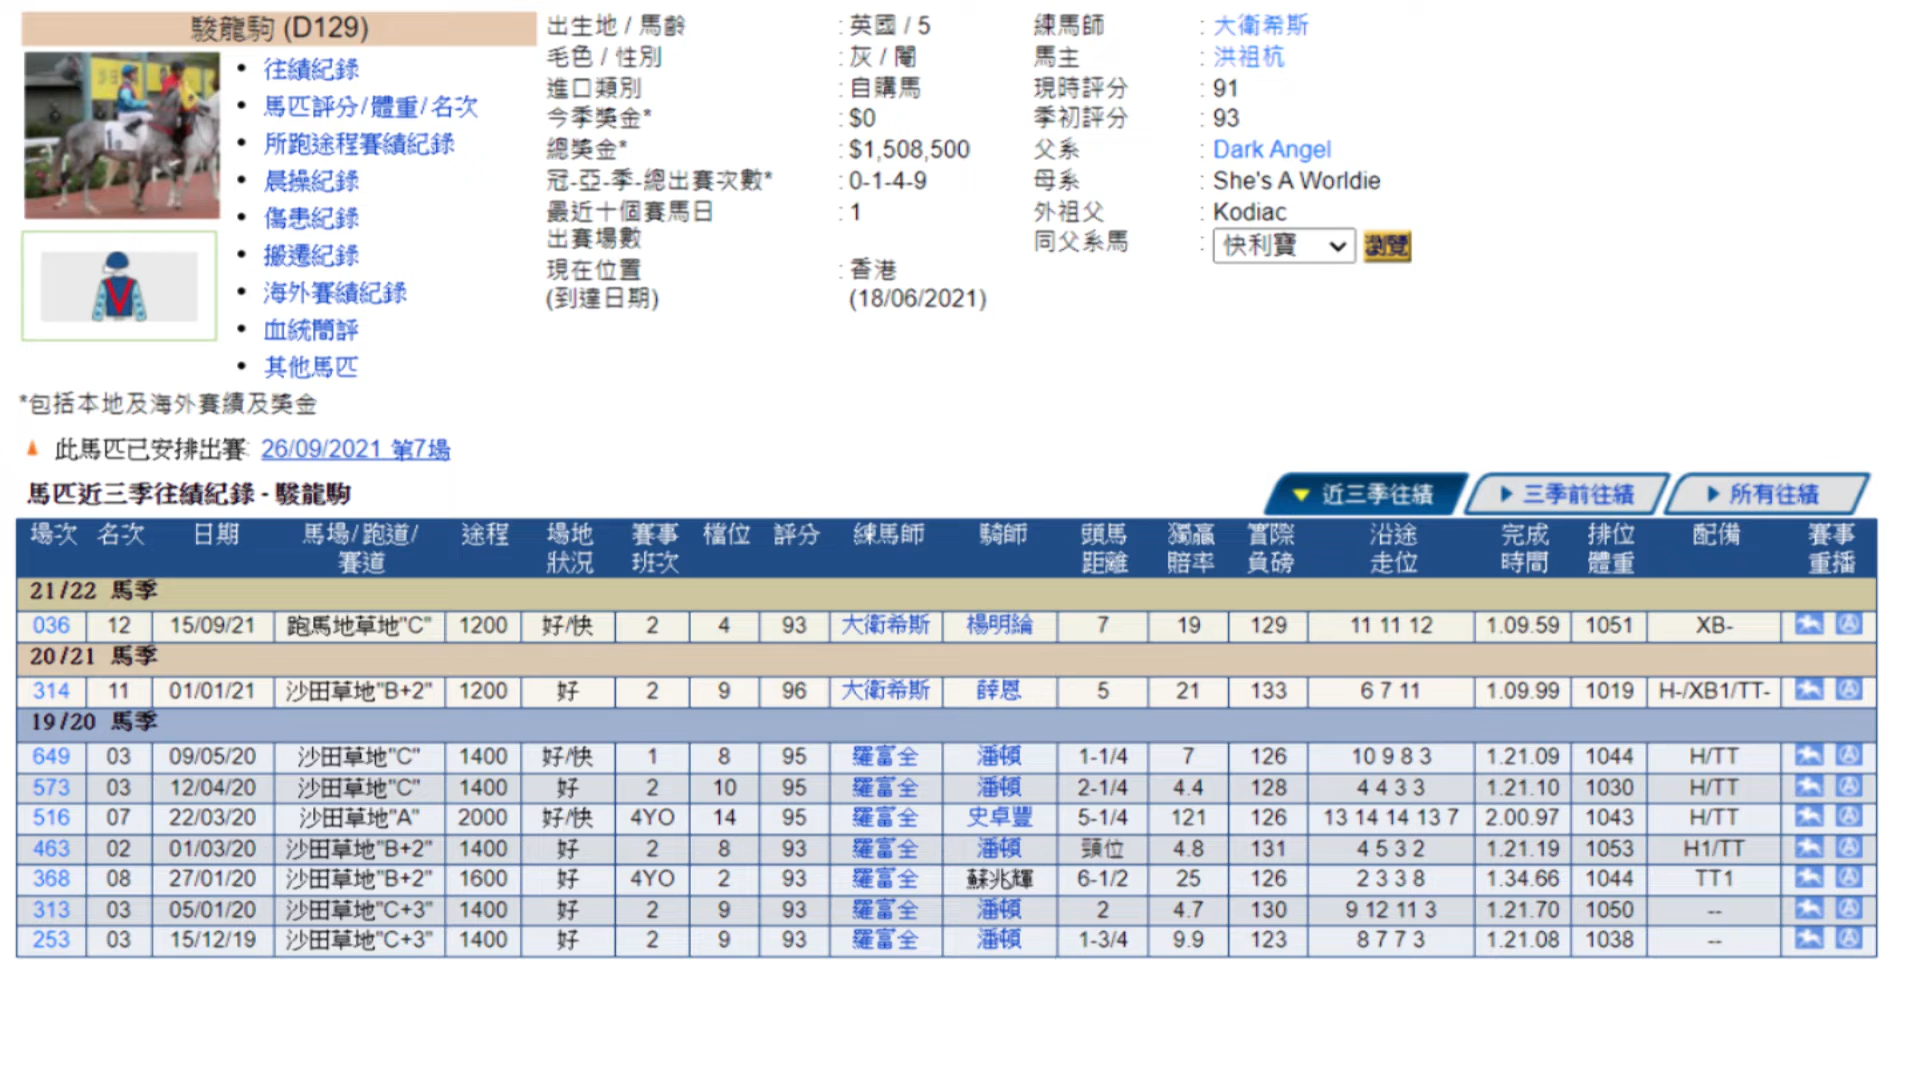 駿龍駒 (D129)
往績紀錄
馬匹評分/體重/名次
所跑途程賽績紀錄
晨操紀錄
傷患紀錄
搬遷紀錄
海外賽績紀錄
血統簡評
其他馬匹
出生地 / 馬齡 : 英國 / 5
毛色 / 性別 : 灰 / 閹
進口類別 : 自購馬
今季獎金* : $0
總獎金* : $1,508,500
冠-亞-季-總出賽次數* : 0-1-4-9
最近十個賽馬日 : 1
出賽場數
現在位置 : 香港
(到達日期) (18/06/2021)
練馬師 : 大衛希斯
馬主 : 洪祖杭
現時評分 : 91
季初評分 : 93
父系 : Dark Angel
母系 : She's A Worldie
外祖父 : Kodiac
同父系馬 : 快利寶 瀏覽
*包括本地及海外賽績及獎金
此馬匹已安排出賽: 26/09/2021 第7場
馬匹近三季往績紀錄 - 駿龍駒
近三季往績 三季前往績 所有往績
場次 名次 日期 馬場/跑道/ 途程 場地 賽事 檔位 評分 練馬師 騎師 頭馬 獨贏 實際 沿途 完成 排位 配備 賽事
賽道 狀況 班次 距離 賠率 負磅 走位 時間 體重 重播
21/22 馬季
036 12 15/09/21 跑馬地草地"C" 1200 好/快 2 4 93 大衛希斯 楊明綸 7 19 129 11 11 12 1.09.59 1051 XB-
20/21 馬季
314 11 01/01/21 沙田草地"B+2" 1200 好 2 9 96 大衛希斯 薛恩 5 21 133 6 7 11 1.09.99 1019 H-/XB1/TT-
19/20 馬季
649 03 09/05/20 沙田草地"C" 1400 好/快 1 8 95 羅富全 潘頓 1-1/4 7 126 10 9 8 3 1.21.09 1044 H/TT
573 03 12/04/20 沙田草地"C" 1400 好 2 10 95 羅富全 潘頓 2-1/4 4.4 128 4 4 3 3 1.21.10 1030 H/TT
516 07 22/03/20 沙田草地"A" 2000 好/快 4YO 14 95 羅富全 史卓豐 5-1/4 121 126 13 14 14 13 7 2.00.97 1043 H/TT
463 02 01/03/20 沙田草地"B+2" 1400 好 2 8 93 羅富全 潘頓 頸位 4.8 131 4 5 3 2 1.21.19 1053 H1/TT
368 08 27/01/20 沙田草地"B+2" 1600 好 4YO 2 93 羅富全 蘇兆輝 6-1/2 25 126 2 3 3 8 1.34.66 1044 TT1
313 03 05/01/20 沙田草地"C+3" 1400 好 2 9 93 羅富全 潘頓 2 4.7 130 9 12 11 3 1.21.70 1050 --
253 03 15/12/19 沙田草地"C+3" 1400 好 2 9 93 羅富全 潘頓 1-3/4 9.9 123 8 7 7 3 1.21.08 1038 --